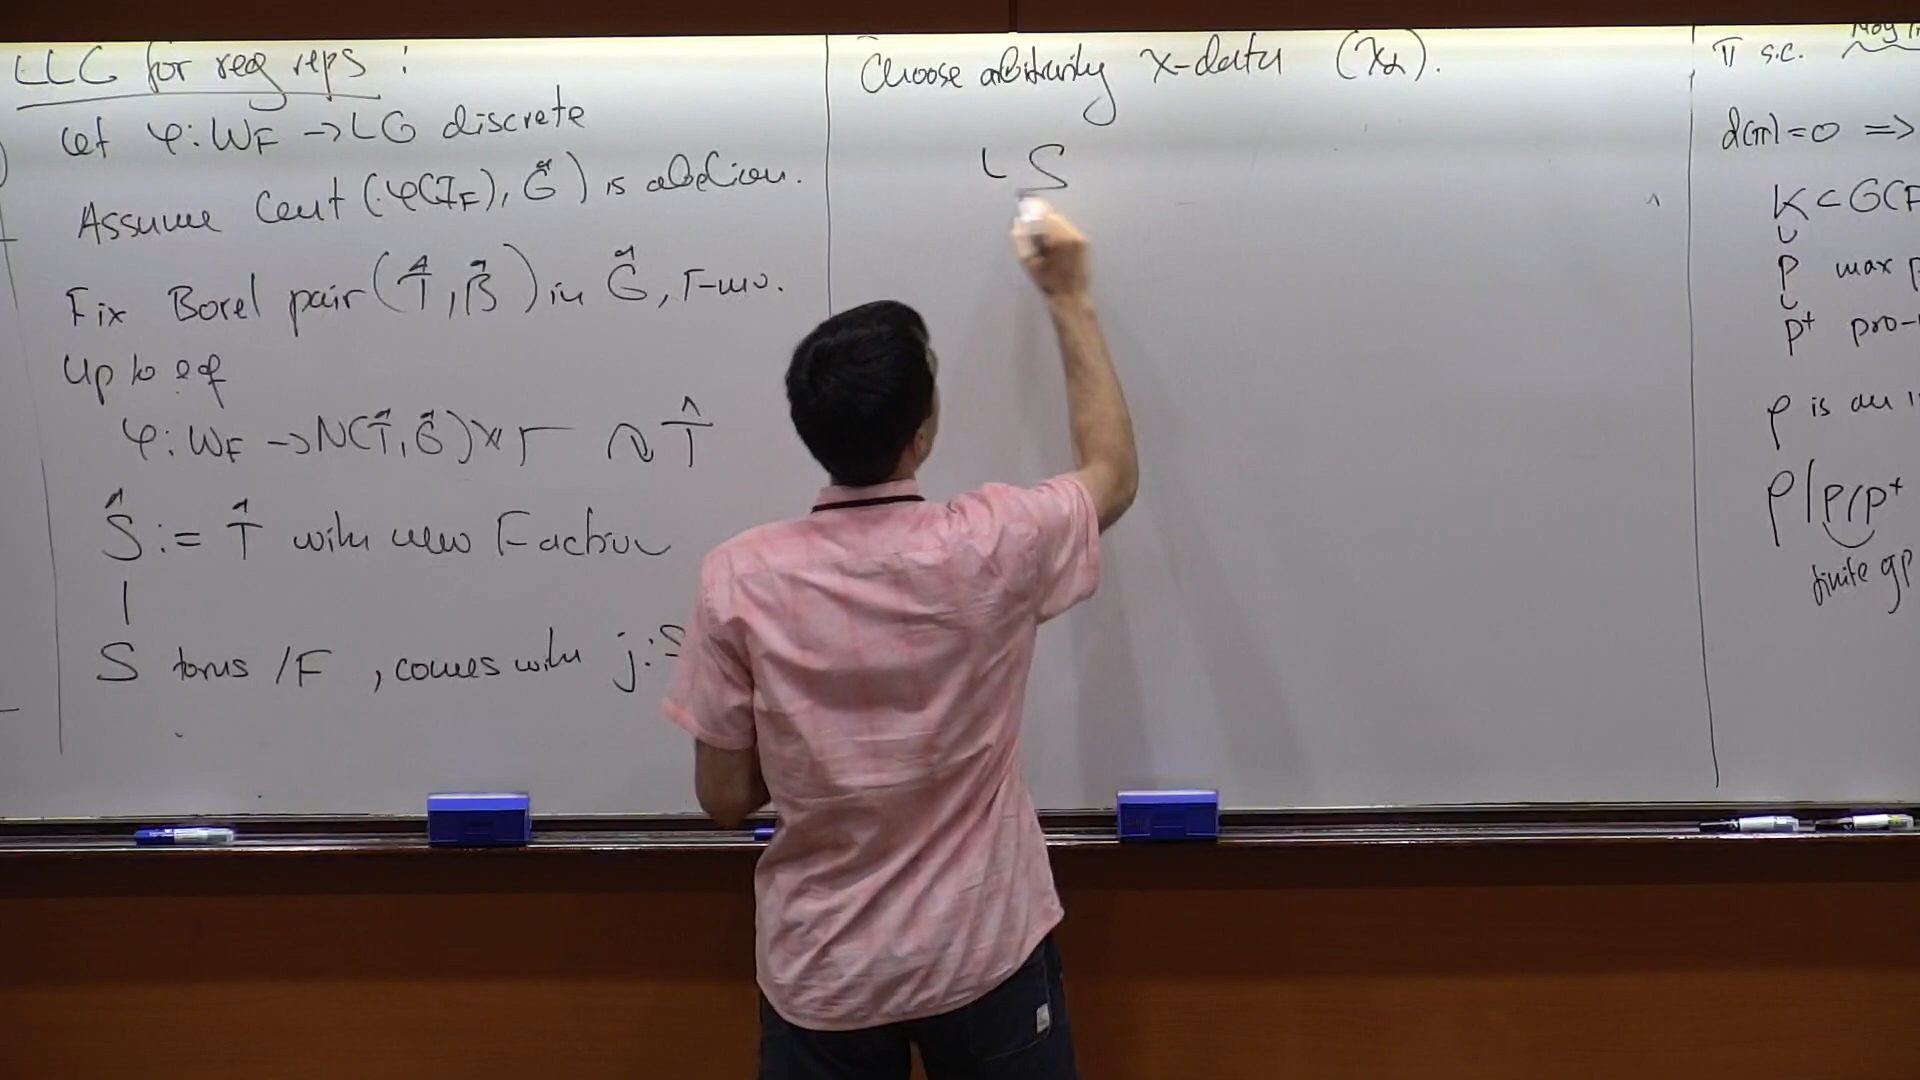 LLC for reg reps :
Let φ: W_F → LG discrete
Assume Cent (φ(I_F), Ĝ) is abelian.
Fix Borel pair (T̂, B̂) in Ĝ, Γ-inv.
Up to eq
φ: W_F → N(T̂, Ĝ) ⋊ Γ ↷ T̂
Ŝ := T̂ with new Γ action
|
S torus /F , comes with j: S
Choose arbitrarily χ-data (χ_α).
L S
π s.c.
d(π)=0 =>
K ⊂ G(F
∪
P max p
∪
P⁺ pro-
ρ is an i
ρ|P/P⁺
finite gp